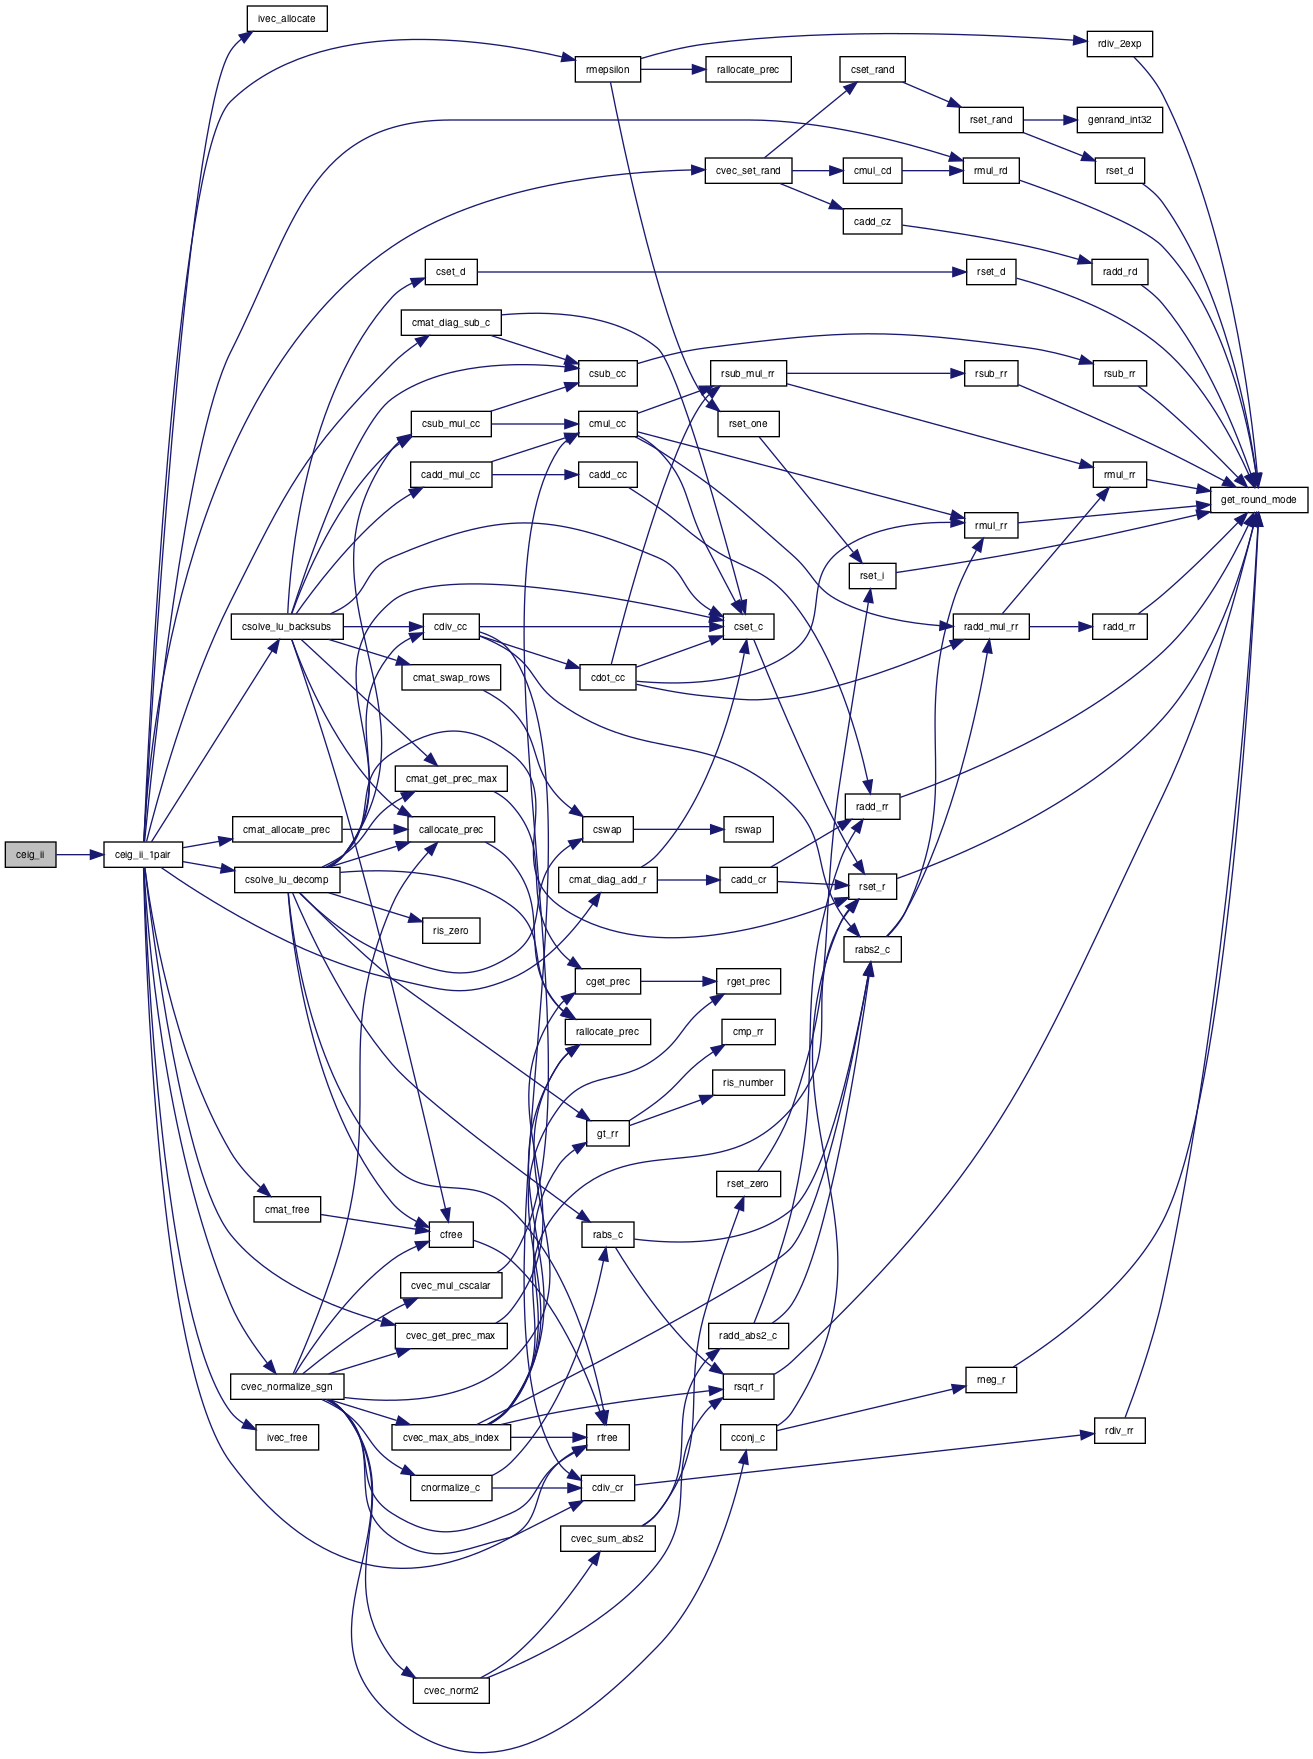 ivec_allocate
rdiv_2exp
rmepsilon
rallocate_prec
cset_rand
rset_rand
genrand_int32
cvec_set_rand
cmul_cd
rmul_rd
rset_d
cadd_cz
cset_d
rset_d
radd_rd
cmat_diag_sub_c
csub_cc
rsub_mul_rr
rsub_rr
rsub_rr
csub_mul_cc
cmul_cc
rset_one
cadd_mul_cc
cadd_cc
rmul_rr
get_round_mode
rmul_rr
rset_i
csolve_lu_backsubs
cdiv_cc
cset_c
radd_mul_rr
radd_rr
cmat_swap_rows
cdot_cc
cmat_get_prec_max
radd_rr
cmat_allocate_prec
callocate_prec
cswap
rswap
ceig_ii
ceig_ii_1pair
csolve_lu_decomp
cmat_diag_add_r
cadd_cr
rset_r
ris_zero
rabs2_c
cget_prec
rget_prec
rallocate_prec
cmp_rr
ris_number
gt_rr
rset_zero
cmat_free
cfree
rabs_c
cvec_mul_cscalar
cvec_get_prec_max
radd_abs2_c
cvec_normalize_sgn
rsqrt_r
rneg_r
ivec_free
cvec_max_abs_index
rfree
cconj_c
rdiv_rr
cnormalize_c
cdiv_cr
cvec_sum_abs2
cvec_norm2